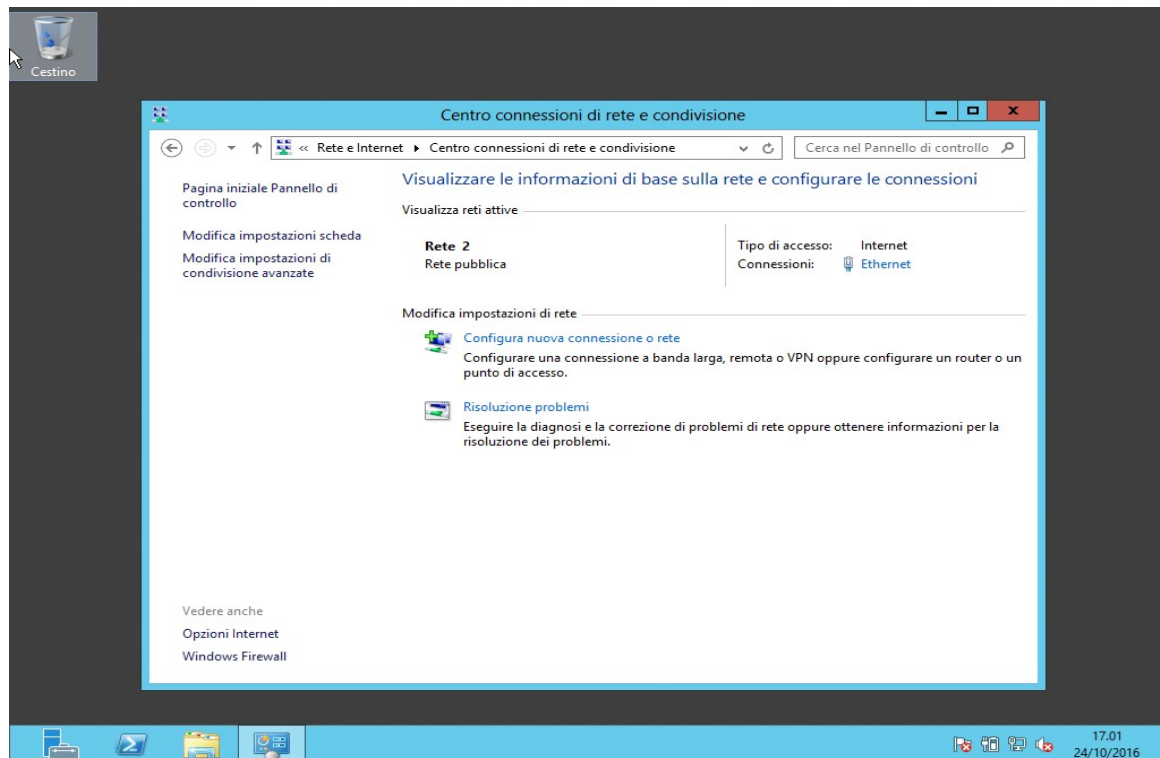 Cestino
Centro connessioni di rete e condivisione
« Rete e Internet ▸ Centro connessioni di rete e condivisione
Cerca nel Pannello di controllo
Pagina iniziale Pannello di
controllo
Modifica impostazioni scheda
Modifica impostazioni di
condivisione avanzate
Visualizzare le informazioni di base sulla rete e configurare le connessioni
Visualizza reti attive
Rete 2
Rete pubblica
Tipo di accesso: Internet
Connessioni: Ethernet
Modifica impostazioni di rete
Configura nuova connessione o rete
Configurare una connessione a banda larga, remota o VPN oppure configurare un router o un
punto di accesso.
Risoluzione problemi
Eseguire la diagnosi e la correzione di problemi di rete oppure ottenere informazioni per la
risoluzione dei problemi.
Vedere anche
Opzioni Internet
Windows Firewall
17.01
24/10/2016